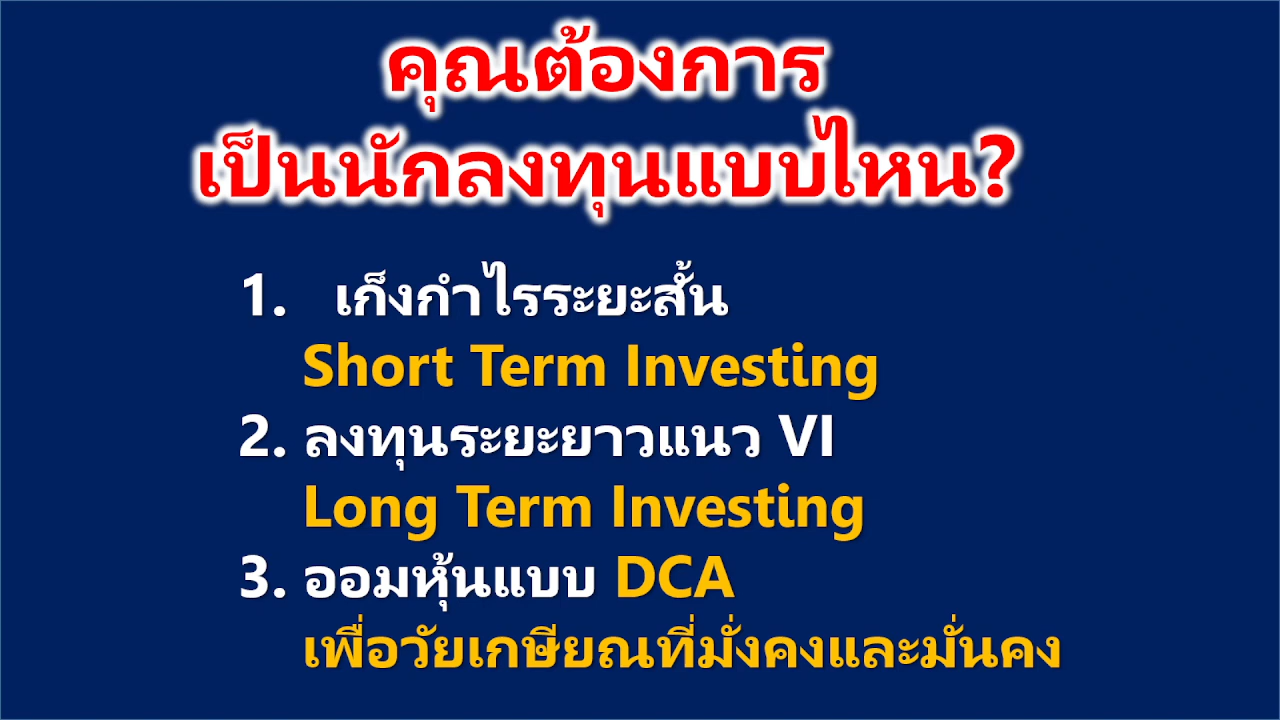 คุณต้องการ
เป็นนักลงทุนแบบไหน?
1. เก็งกำไรระยะสั้น
Short Term Investing
2. ลงทุนระยะยาวแนว VI
Long Term Investing
3. ออมหุ้นแบบ DCA
เพื่อวัยเกษียณที่มั่งคงและมั่นคง